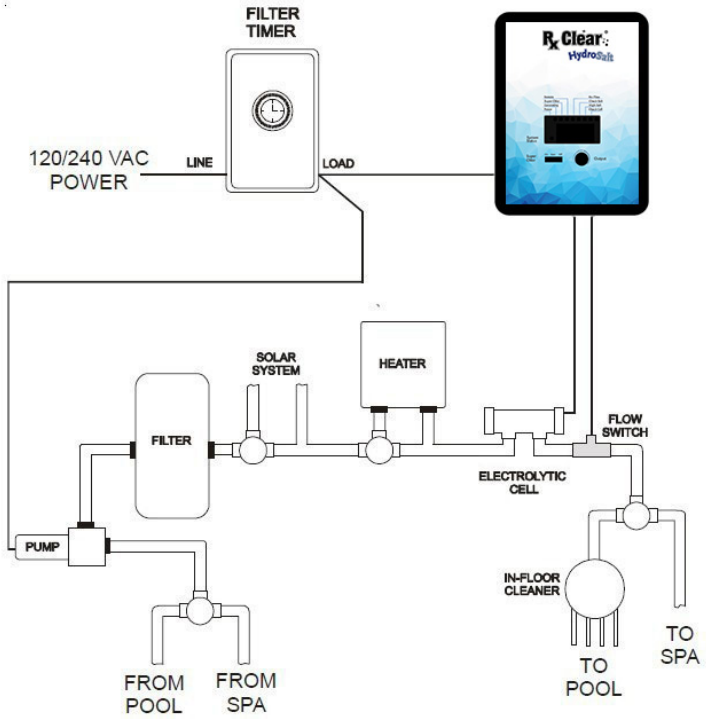 FILTER
TIMER
Rx Clear
HydroSalt
120/240 VAC
POWER
LINE
LOAD
Output
SOLAR
SYSTEM
HEATER
FILTER
FLOW
SWITCH
ELECTROLYTIC
CELL
PUMP
IN-FLOOR
CLEANER
TO
POOL
TO
SPA
FROM
POOL
FROM
SPA